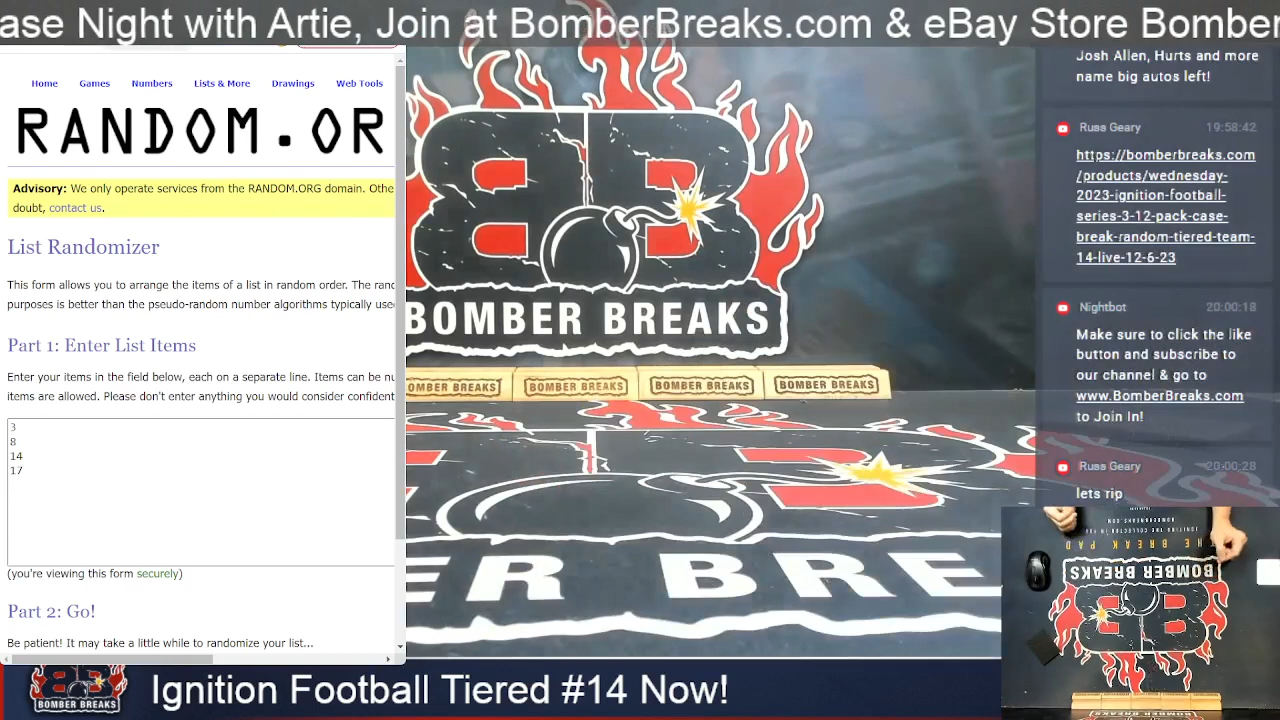 ase Night with Artie, Join at BomberBreaks.com & eBay Store Bomber
Home Games Numbers Lists & More Drawings Web Tools
RANDOM.OR
Advisory: We only operate services from the RANDOM.ORG domain. Othe
doubt, contact us.
List Randomizer
This form allows you to arrange the items of a list in random order. The rand
purposes is better than the pseudo-random number algorithms typically use
Part 1: Enter List Items
Enter your items in the field below, each on a separate line. Items can be nu
items are allowed. Please don't enter anything you would consider confident
3
8
14
17
(you're viewing this form securely)
Part 2: Go!
Be patient! It may take a little while to randomize your list...
BB
BOMBER BREAKS
OMBER BREAKS
BOMBER BREAKS
BOMBER BREAKS
BOMBER BREAKS
ER BRE
Josh Allen, Hurts and more
name big autos left!
Russ Geary 19:58:42
https://bomberbreaks.com
/products/wednesday-
2023-ignition-football-
series-3-12-pack-case-
break-random-tiered-team-
14-live-12-6-23
Nightbot 20:00:18
Make sure to click the like
button and subscribe to
our channel & go to
www.BomberBreaks.com
to Join In!
Russ Geary 20:00:28
lets rip
THE BREAK PAD
BOMBER BREAKS
BB
BOMBER BREAKS
Ignition Football Tiered #14 Now!